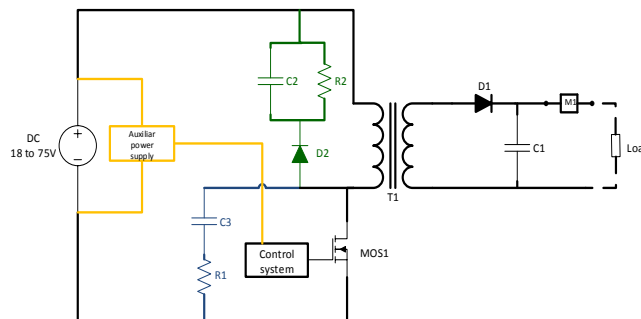 DC
18 to 75V
+
−
Auxiliar
power
supply
C2
R2
D2
C3
R1
Control
system
MOS1
T1
D1
C1
M1
Loa